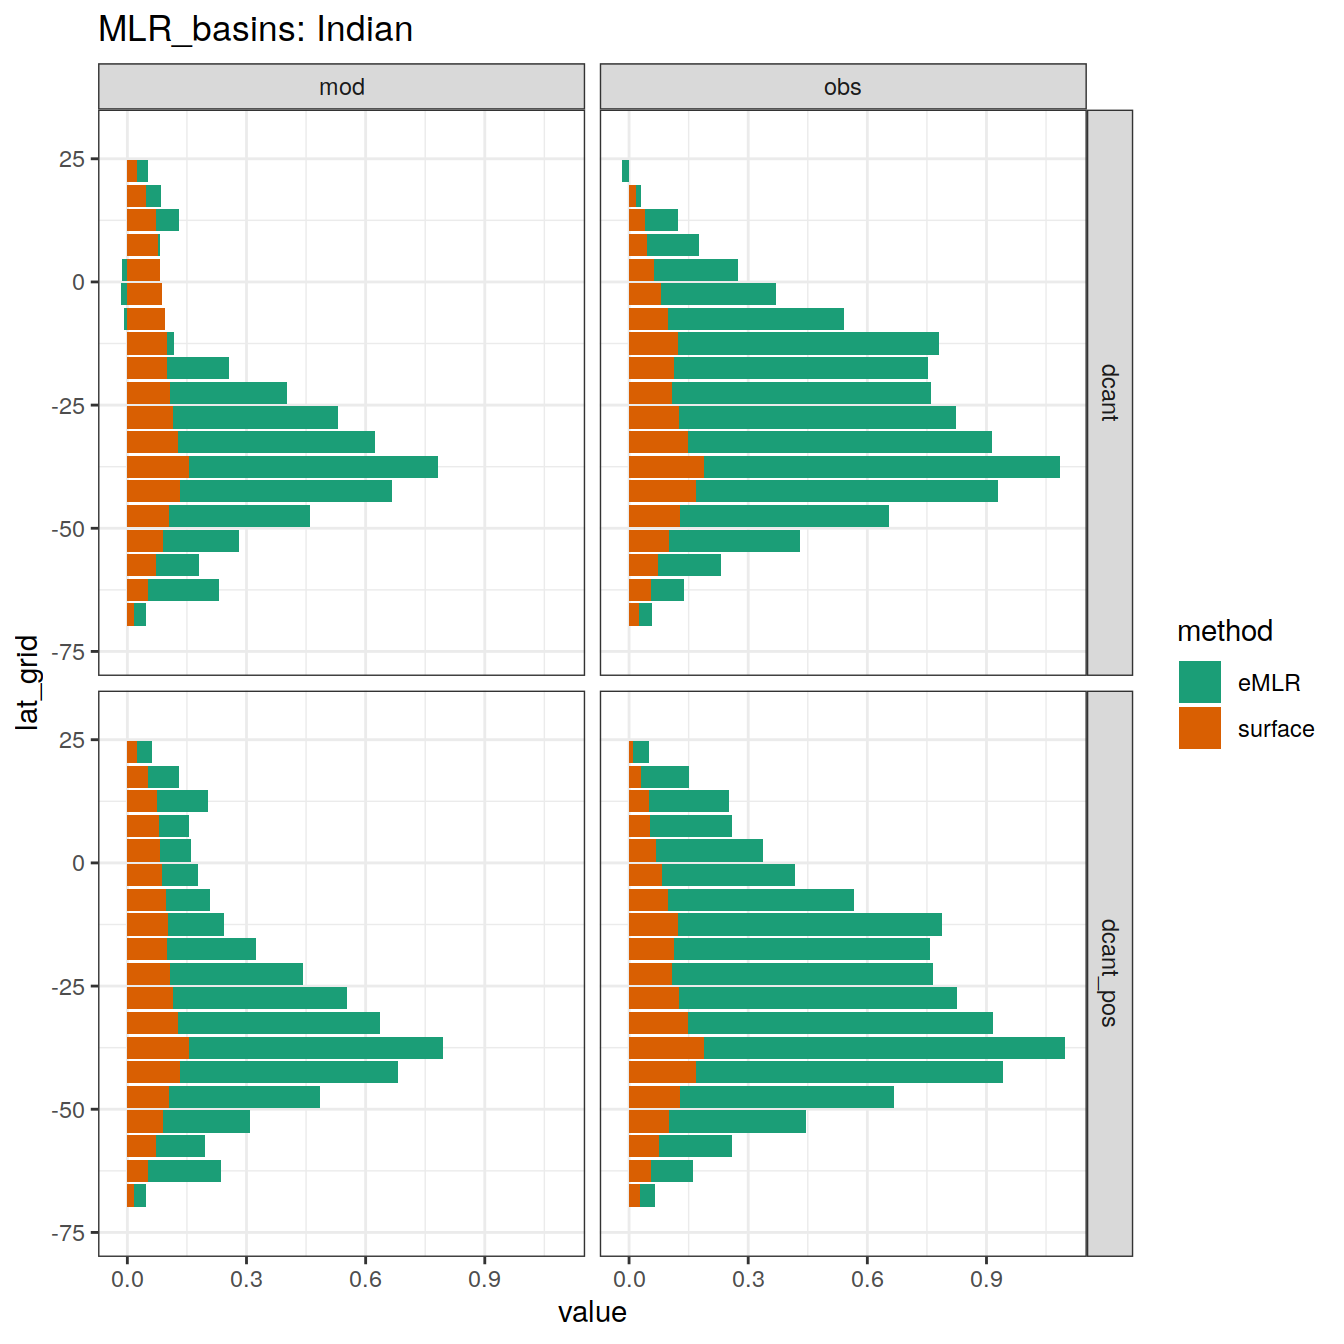 MLR_basins: Indian
mod
obs
25
0
-25
-50
-75
dcant
lat_grid
25
0
-25
-50
-75
dcant_pos
0.0 0.3 0.6 0.9
0.0 0.3 0.6 0.9
value
method
eMLR
surface